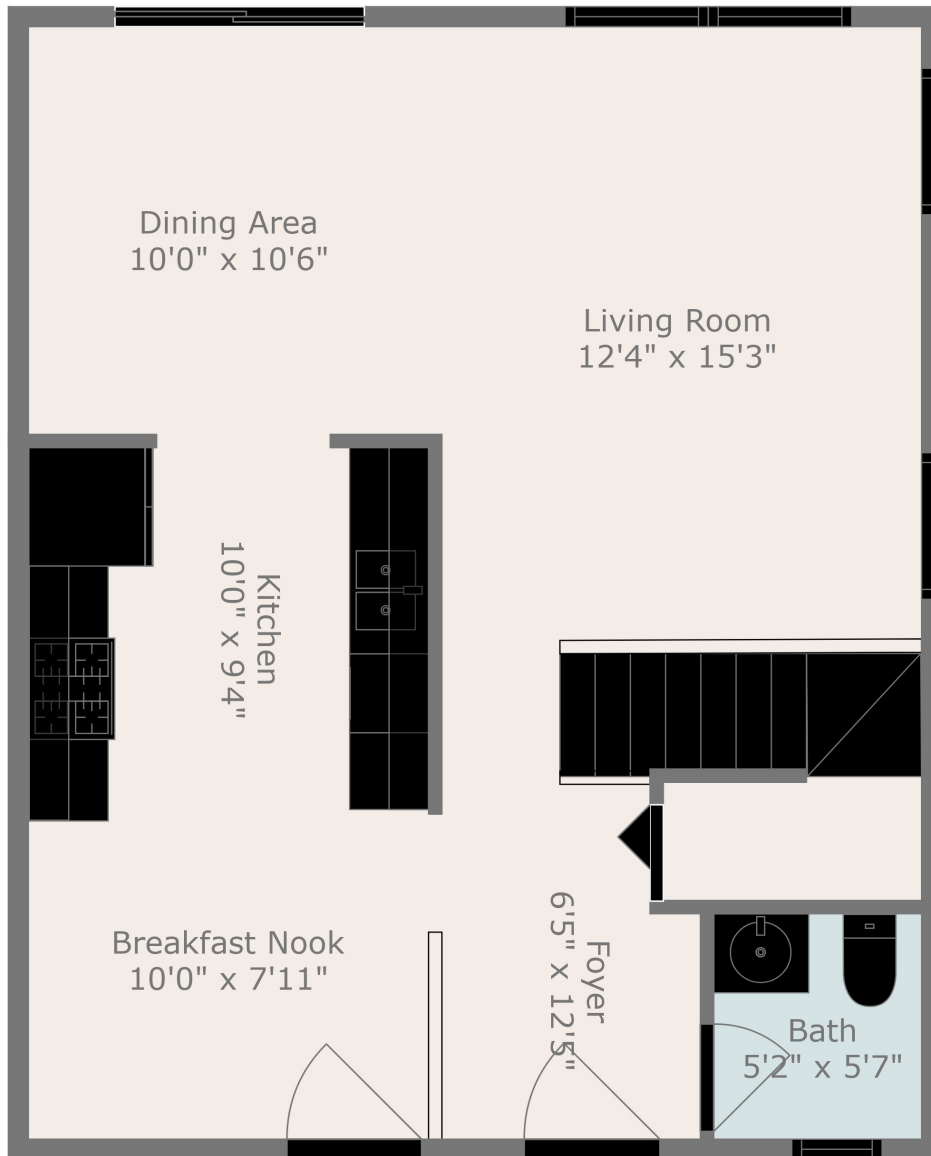 Dining Area
10'0" x 10'6"
Living Room
12'4" x 15'3"
Kitchen
10'0" x 9'4"
Breakfast Nook
10'0" x 7'11"
Foyer
6'5" x 12'5"
Bath
5'2" x 5'7"